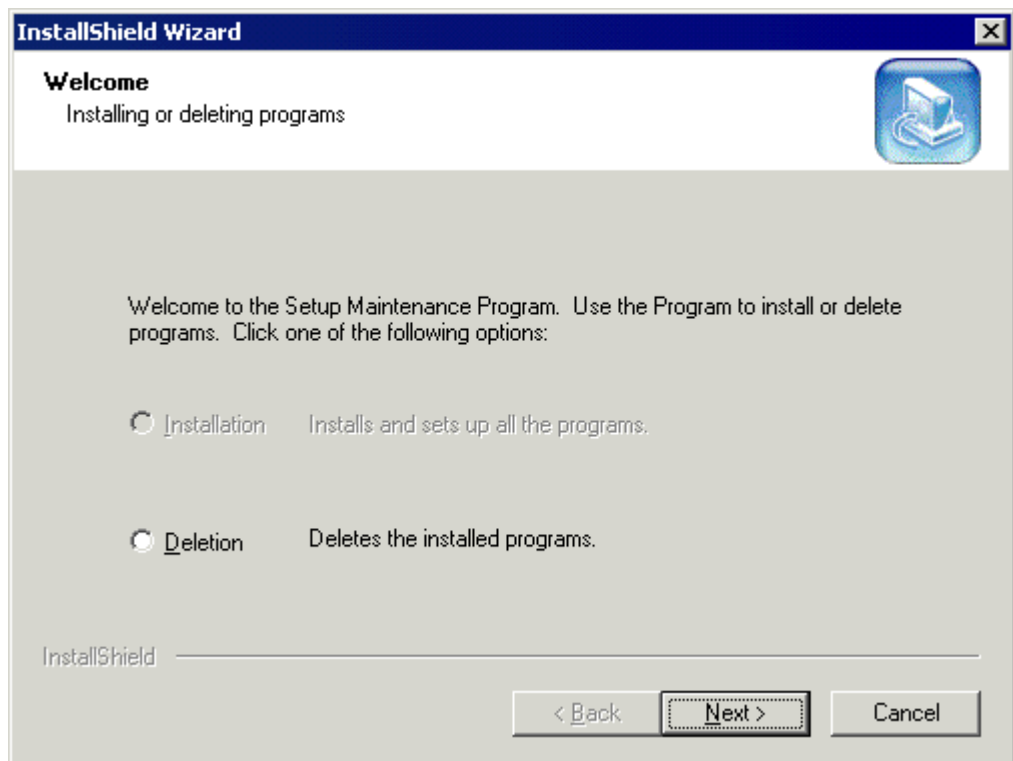 InstallShield Wizard
Welcome
Installing or deleting programs
Welcome to the Setup Maintenance Program. Use the Program to install or delete
programs. Click one of the following options:
Installation Installs and sets up all the programs.
Deletion Deletes the installed programs.
InstallShield
< Back Next > Cancel